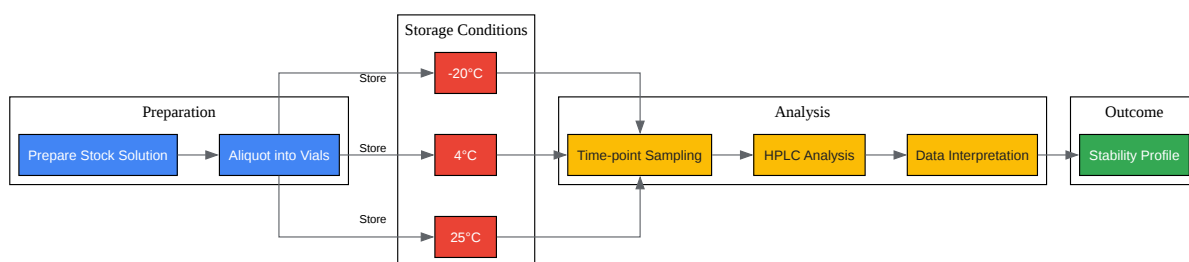 Storage Conditions
Store
-20°C
Preparation
Analysis
Outcome
Prepare Stock Solution
Aliquot into Vials
Store
4°C
Time-point Sampling
HPLC Analysis
Data Interpretation
Stability Profile
Store
25°C